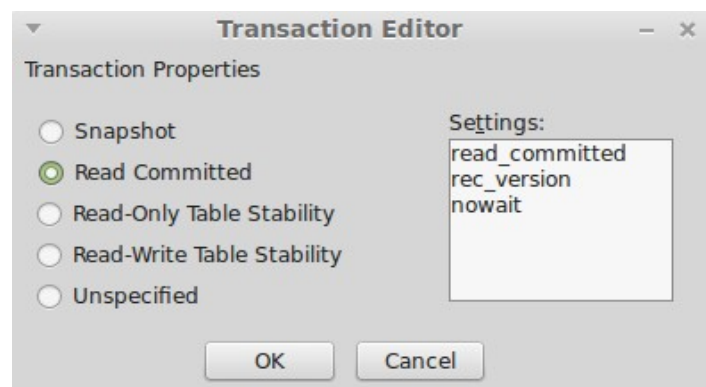 Transaction Editor
Transaction Properties
Snapshot
Read Committed
Read-Only Table Stability
Read-Write Table Stability
Unspecified
Settings:
read_committed
rec_version
nowait
OK
Cancel